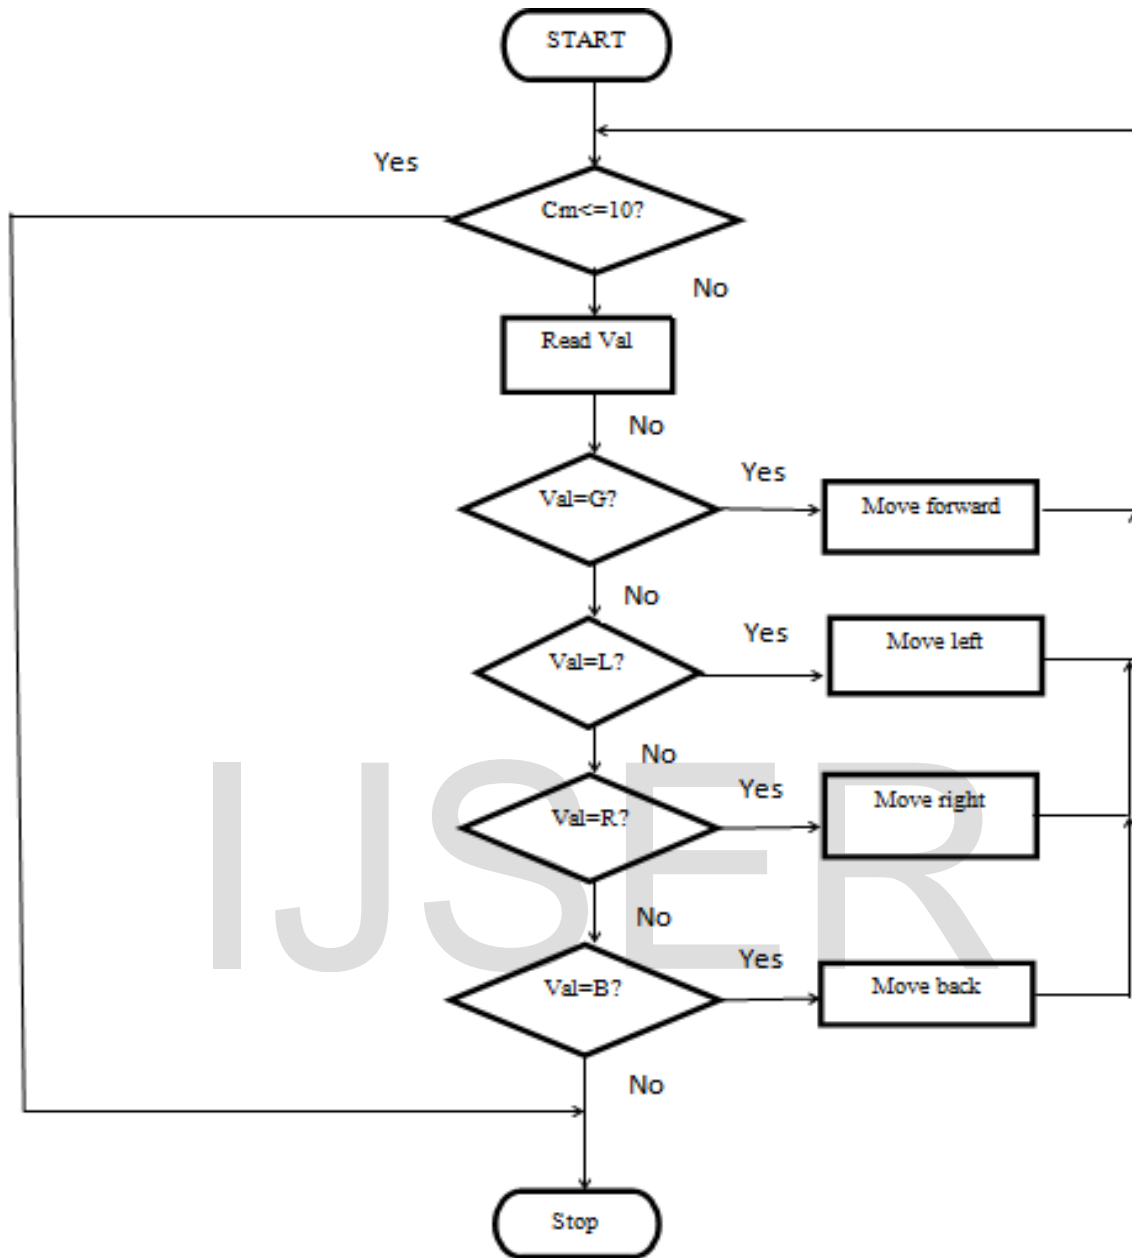 START
Yes
Cm<=10?
No
Read Val
No
Val=G?
Yes
Move forward
No
Val=L?
Yes
Move left
No
Val=R?
Yes
Move right
No
Val=B?
Yes
Move back
No
Stop
IJSER